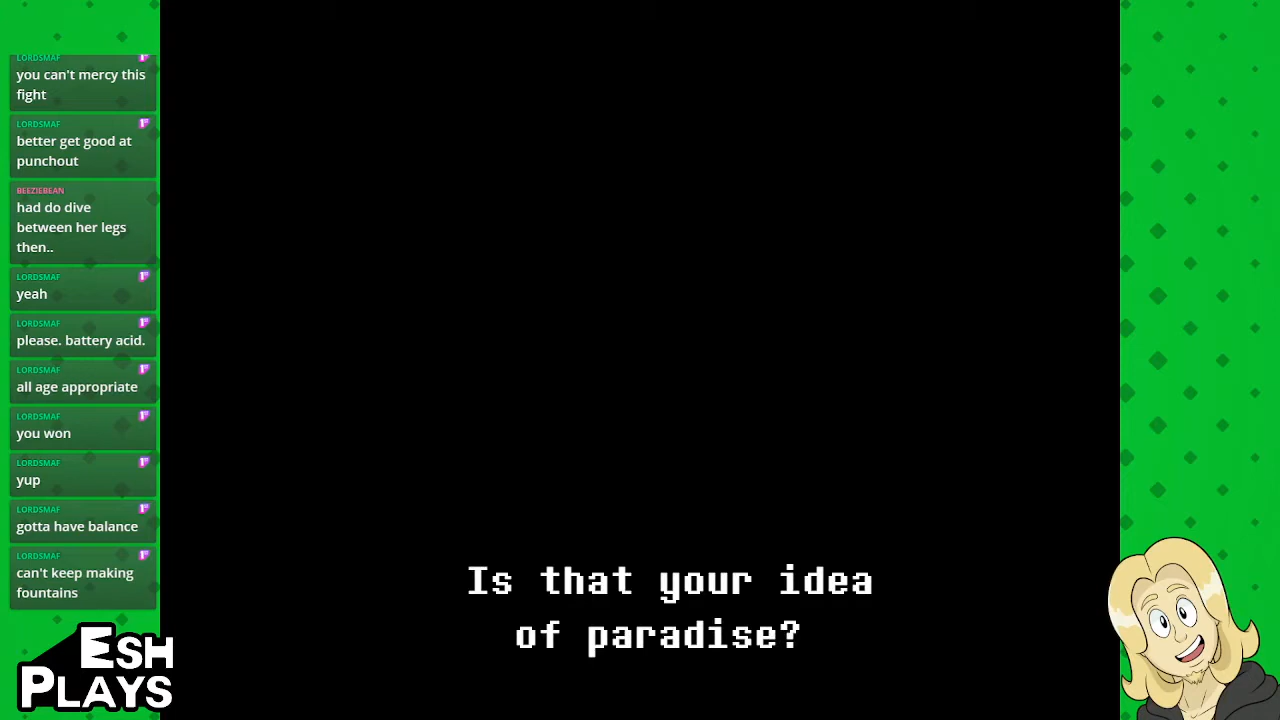 LORDSMAF
you can't mercy this
fight
LORDSMAF
better get good at
punchout
BEEZIEBEAN
had do dive
between her legs
then..
LORDSMAF
yeah
LORDSMAF
please. battery acid.
LORDSMAF
all age appropriate
LORDSMAF
you won
LORDSMAF
yup
LORDSMAF
gotta have balance
LORDSMAF
can't keep making
fountains
ESH
PLAYS
Is that your idea
of paradise?